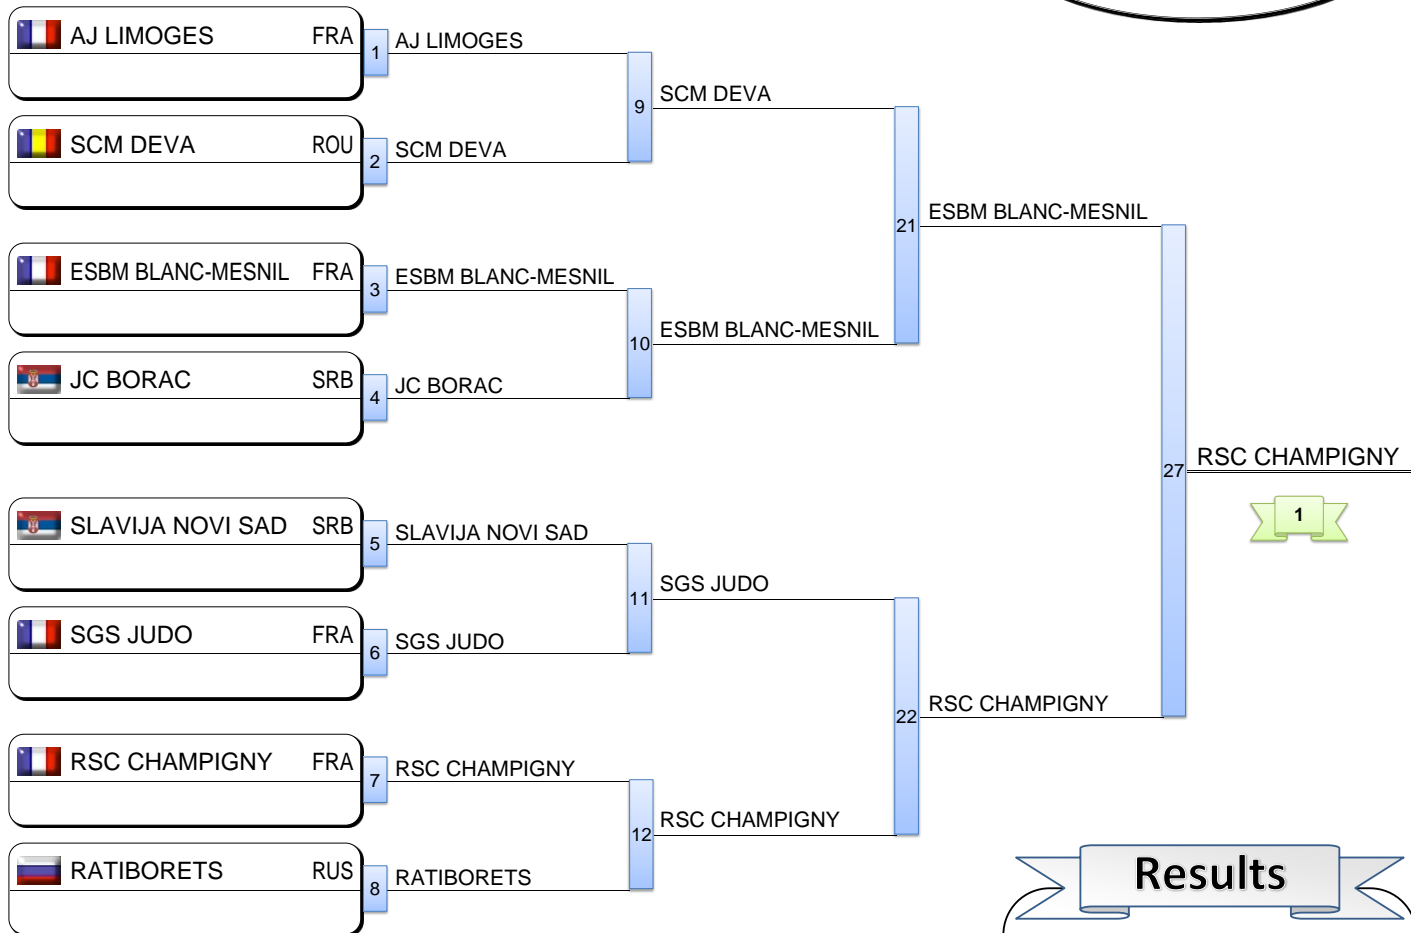 AJ LIMOGES FRA
1
AJ LIMOGES
SCM DEVA ROU
2
SCM DEVA
9
SCM DEVA
ESBM BLANC-MESNIL FRA
3
ESBM BLANC-MESNIL
JC BORAC SRB
4
JC BORAC
10
ESBM BLANC-MESNIL
21
ESBM BLANC-MESNIL
SLAVIJA NOVI SAD SRB
5
SLAVIJA NOVI SAD
SGS JUDO FRA
6
SGS JUDO
11
SGS JUDO
RSC CHAMPIGNY FRA
7
RSC CHAMPIGNY
RATIBORETS RUS
8
RATIBORETS
12
RSC CHAMPIGNY
22
RSC CHAMPIGNY
27
RSC CHAMPIGNY
1
Results